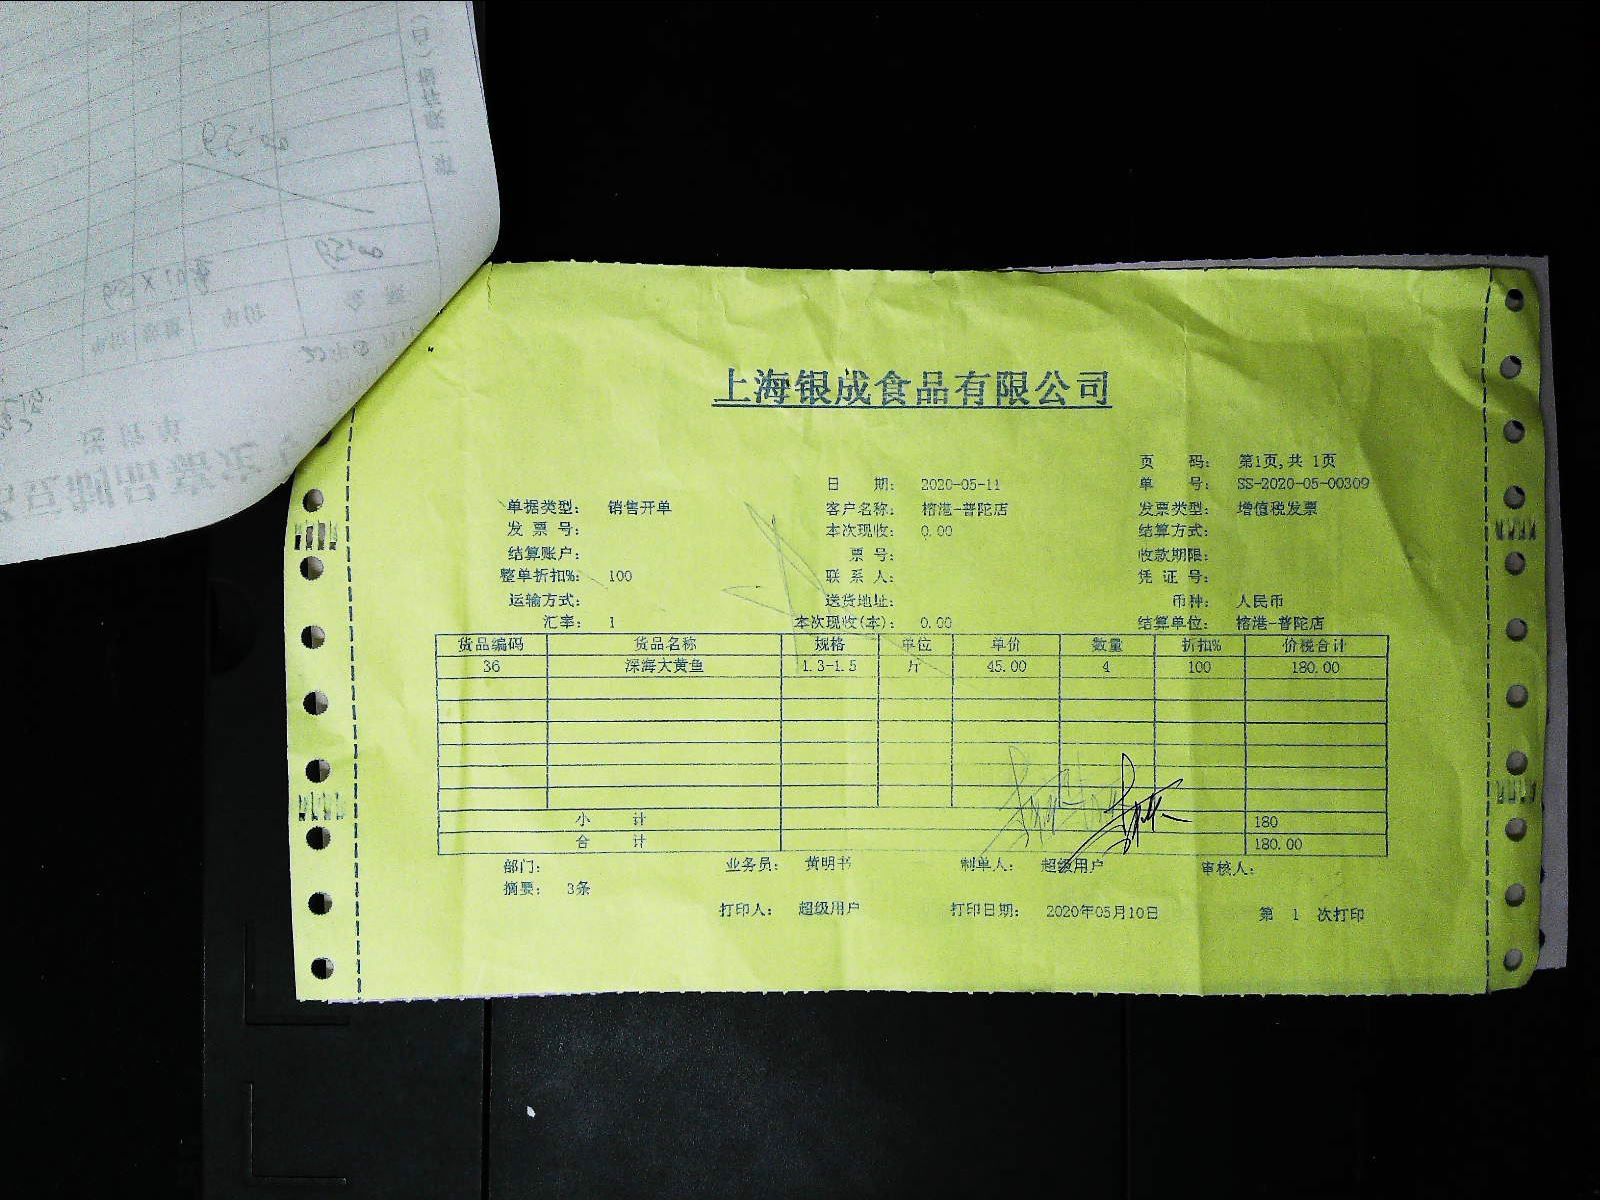 上海银成食品有限公司
页 码: 第1页,共 1页
日 期: 2020-05-11 单 号: SS-2020-05-00309
单据类型: 销售开单 客户名称: 榕港-普陀店 发票类型: 增值税发票
发 票 号: 本次现收: 0.00 结算方式:
结算账户: 票 号: 收款期限:
整单折扣%: 100 联 系 人: 凭 证 号:
运输方式: 送货地址: 币种: 人民币
汇率: 1 本次现收(本): 0.00 结算单位: 榕港-普陀店
货品编码 货品名称 规格 单位 单价 数量 折扣% 价税合计
36 深海大黄鱼 1.3-1.5 斤 45.00 4 100 180.00
小 计 180
合 计 180.00
部门: 业务员: 黄明书 制单人: 超级用户 审核人:
摘要: 3条
打印人: 超级用户 打印日期: 2020年05月10日 第 1 次打印